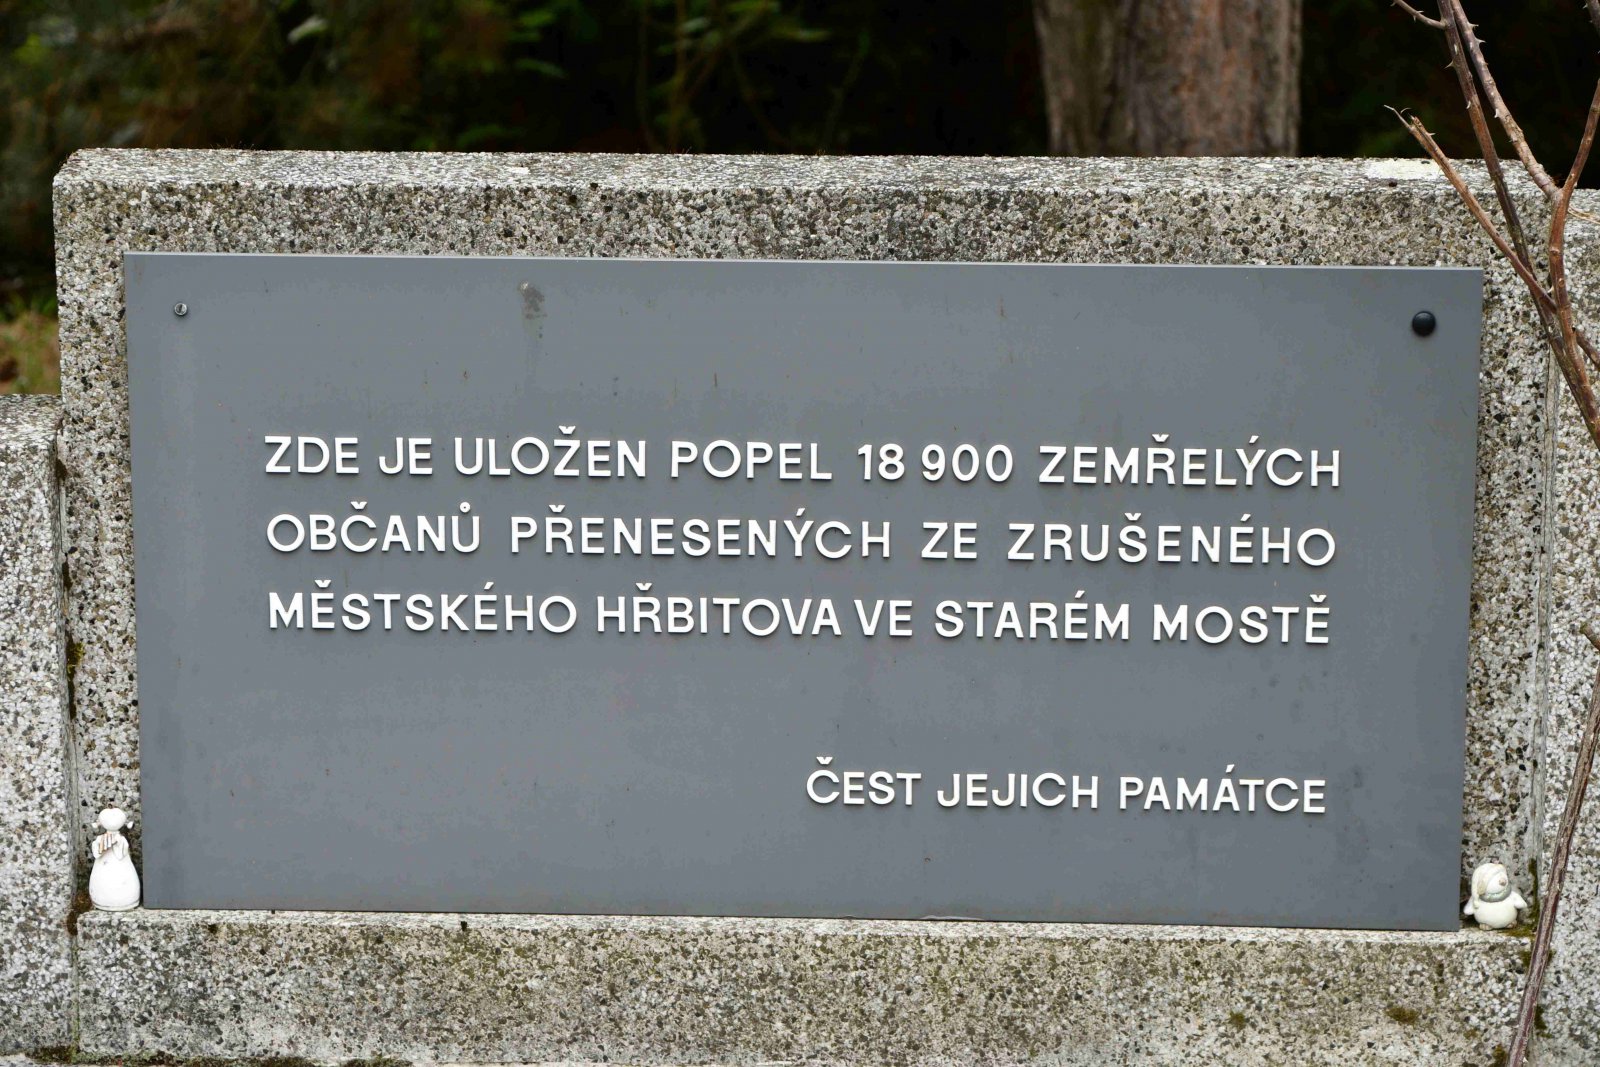 ZDE JE ULOŽEN POPEL 18 900 ZEMŘELÝCH
OBČANŮ PŘENESENÝCH ZE ZRUŠENÉHO
MĚSTSKÉHO HŘBITOVA VE STARÉM MOSTĚ
ČEST JEJICH PAMÁTCE